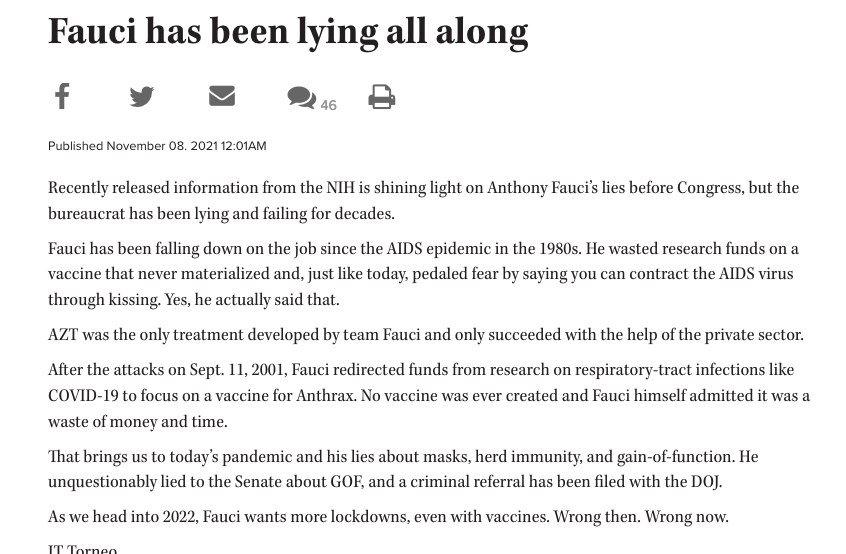 Fauci has been lying all along
46
Published November 08. 2021 12:01AM
Recently released information from the NIH is shining light on Anthony Fauci’s lies before Congress, but the
bureaucrat has been lying and failing for decades.
Fauci has been falling down on the job since the AIDS epidemic in the 1980s. He wasted research funds on a
vaccine that never materialized and, just like today, pedaled fear by saying you can contract the AIDS virus
through kissing. Yes, he actually said that.
AZT was the only treatment developed by team Fauci and only succeeded with the help of the private sector.
After the attacks on Sept. 11, 2001, Fauci redirected funds from research on respiratory-tract infections like
COVID-19 to focus on a vaccine for Anthrax. No vaccine was ever created and Fauci himself admitted it was a
waste of money and time.
That brings us to today’s pandemic and his lies about masks, herd immunity, and gain-of-function. He
unquestionably lied to the Senate about GOF, and a criminal referral has been filed with the DOJ.
As we head into 2022, Fauci wants more lockdowns, even with vaccines. Wrong then. Wrong now.